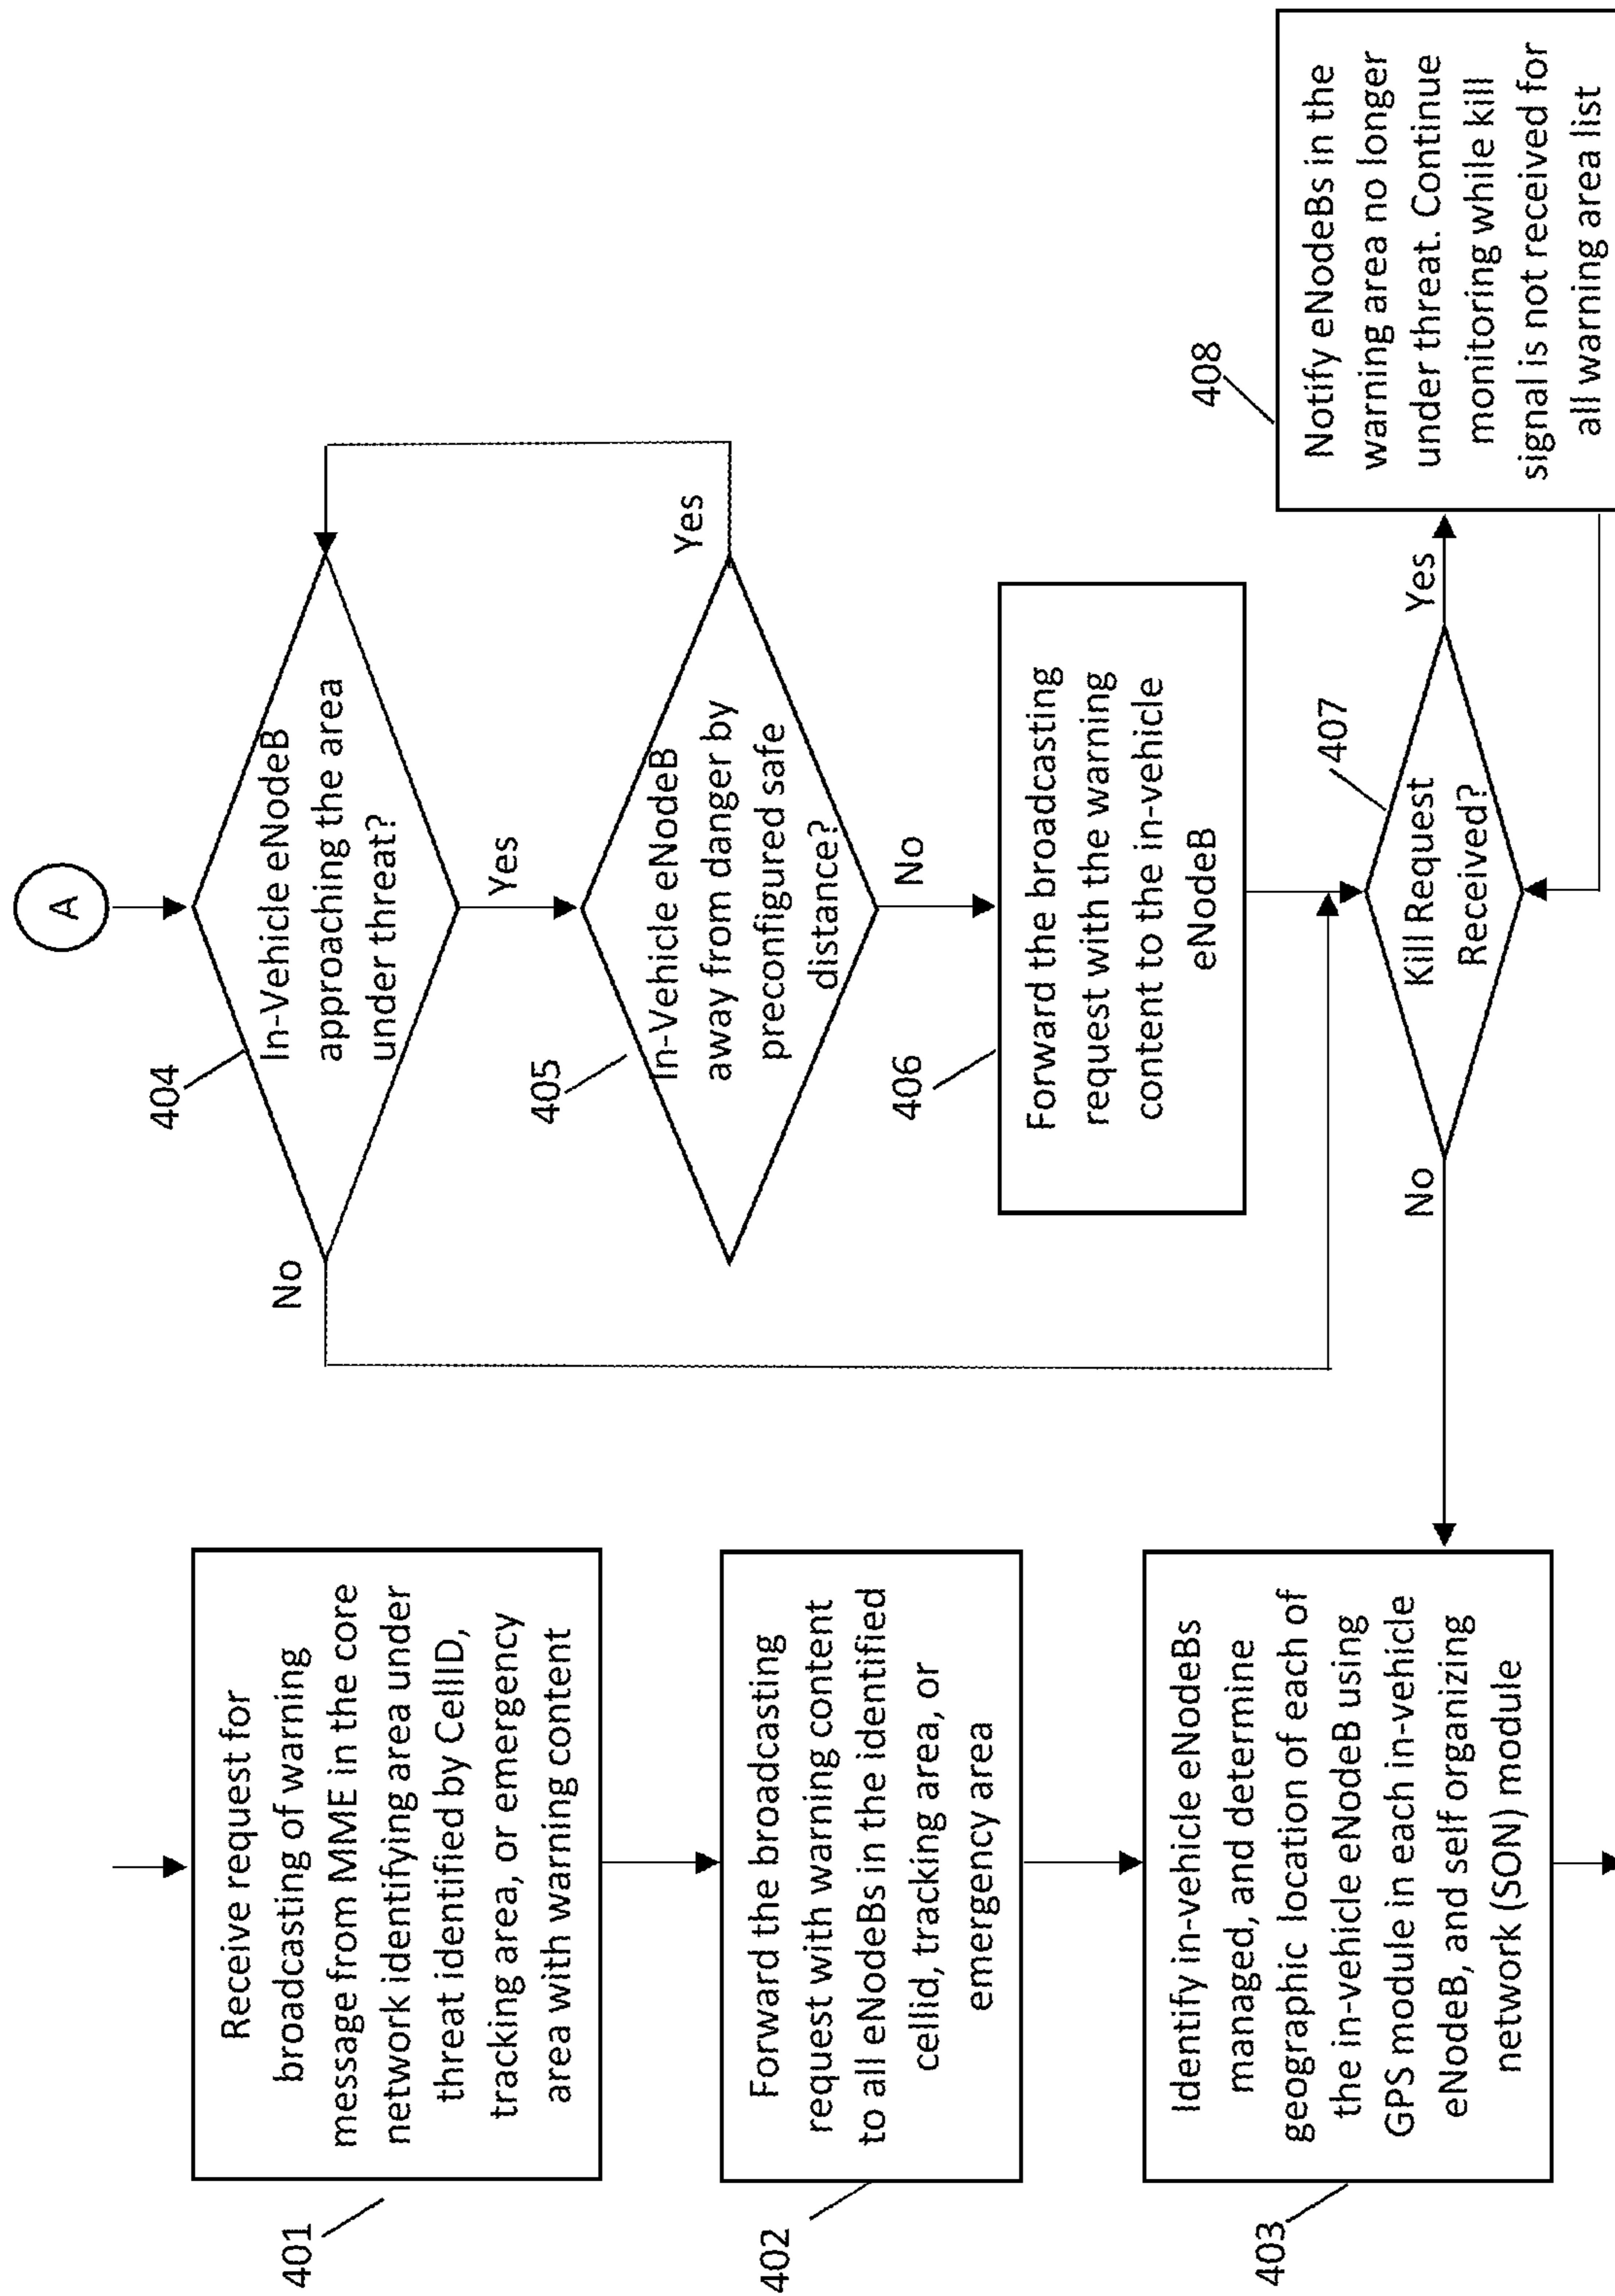 401
Receive request for
broadcasting of warning
message from MME in the core
network identifying area under
threat identified by CellID,
tracking area, or emergency
area with warning content
402
Forward the broadcasting
request with warning content
to all eNodeBs in the identified
cellid, tracking area, or
emergency area
403
Identify in-vehicle eNodeBs
managed, and determine
geographic location of each of
the in-vehicle eNodeB using
GPS module in each in-vehicle
eNodeB, and self organizing
network (SON) module
A
404
In-Vehicle eNodeB
approaching the area
under threat?
No
Yes
405
In-Vehicle eNodeB
away from danger by
preconfigured safe
distance?
Yes
No
406
Forward the broadcasting
request with the warning
content to the in-vehicle
eNodeB
407
Kill Request
Received?
No
Yes
408
Notify eNodeBs in the
warning area no longer
under threat. Continue
monitoring while kill
signal is not received for
all warning area list